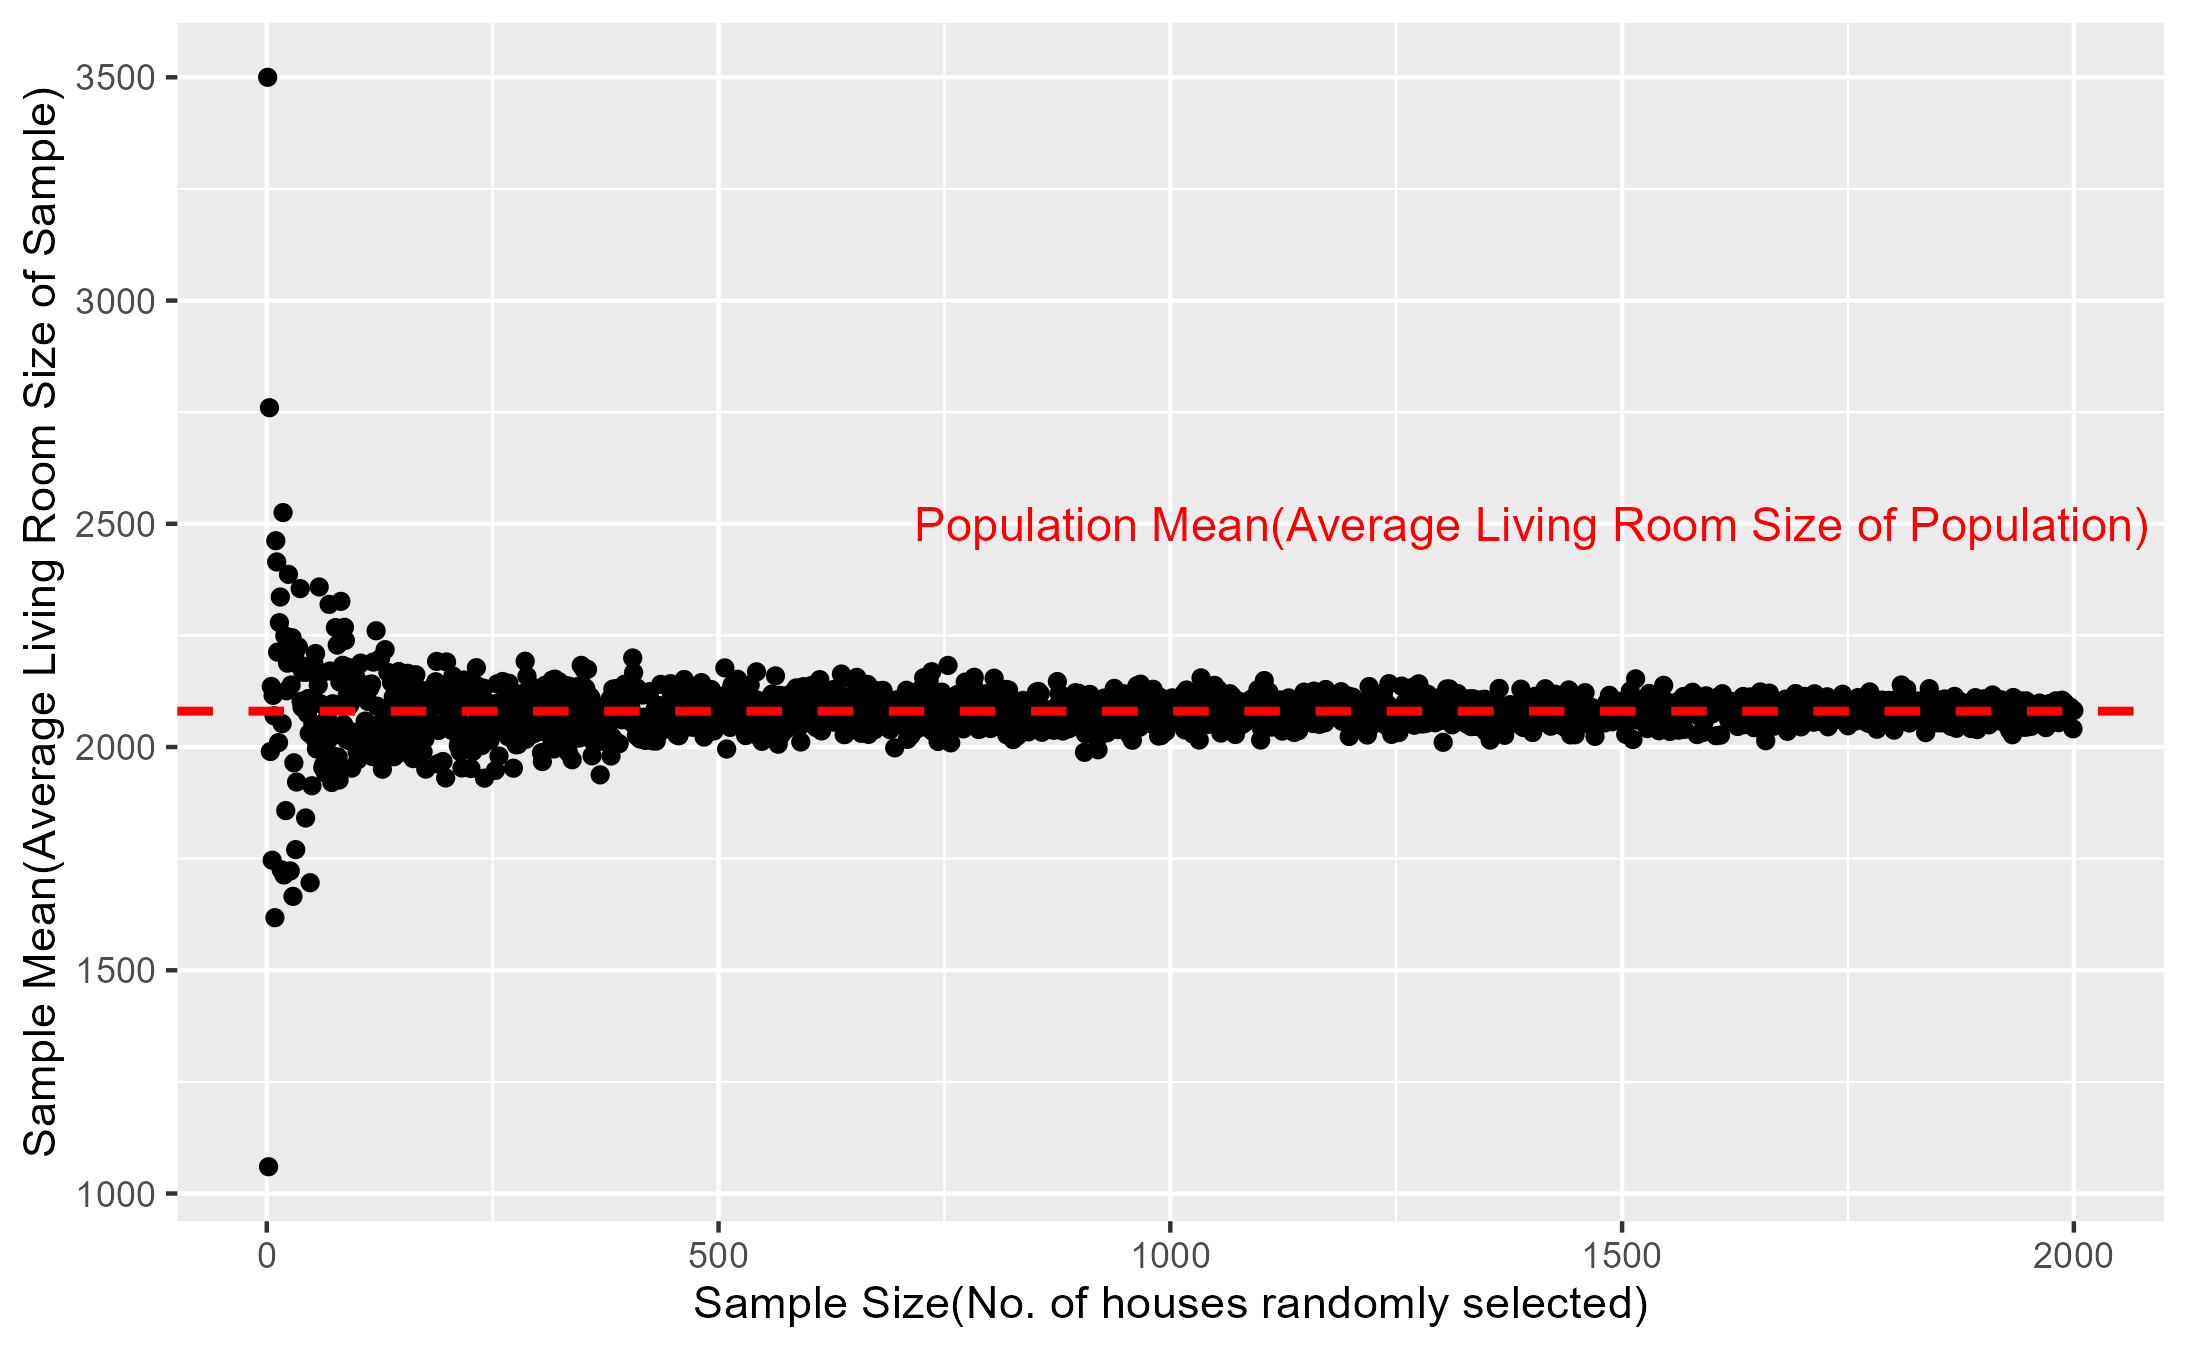 Sample Mean(Average Living Room Size of Sample)
3500
3000
2500
2000
1500
1000
Population Mean(Average Living Room Size of Population)
0 500 1000 1500 2000
Sample Size(No. of houses randomly selected)